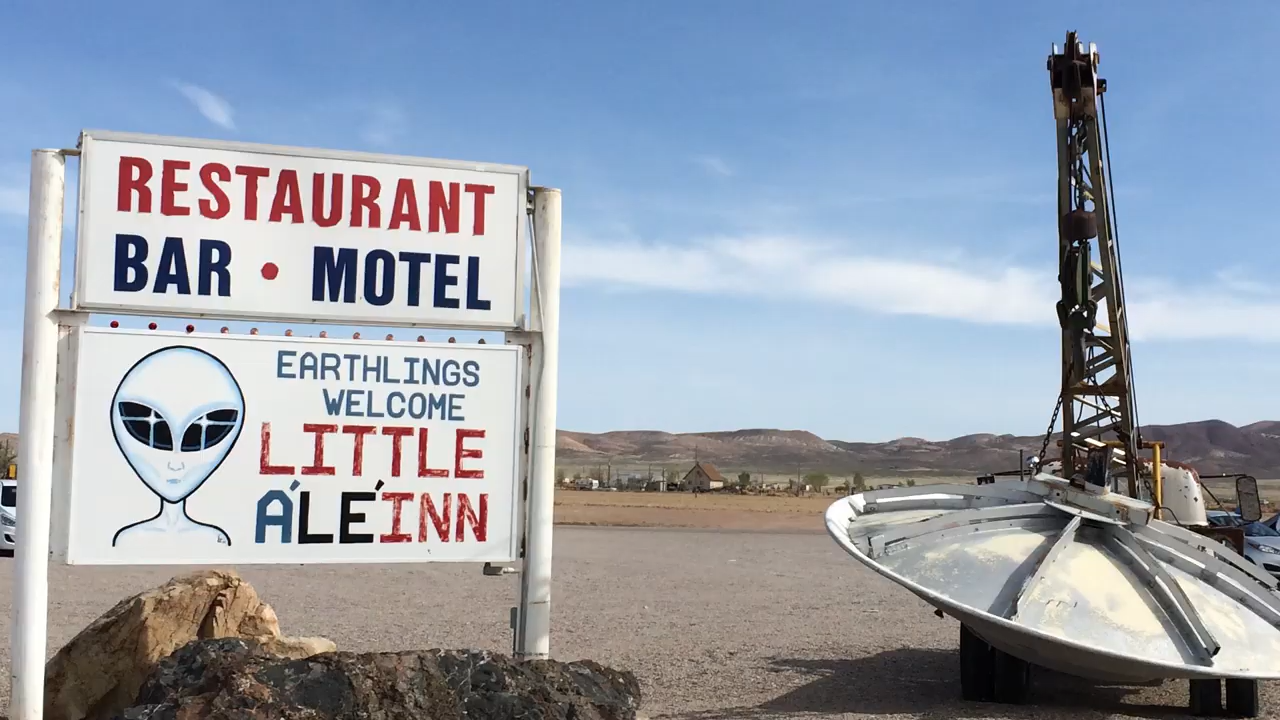 RESTAURANT
BAR • MOTEL
EARTHLINGS
WELCOME
LITTLE
A'LE'INN